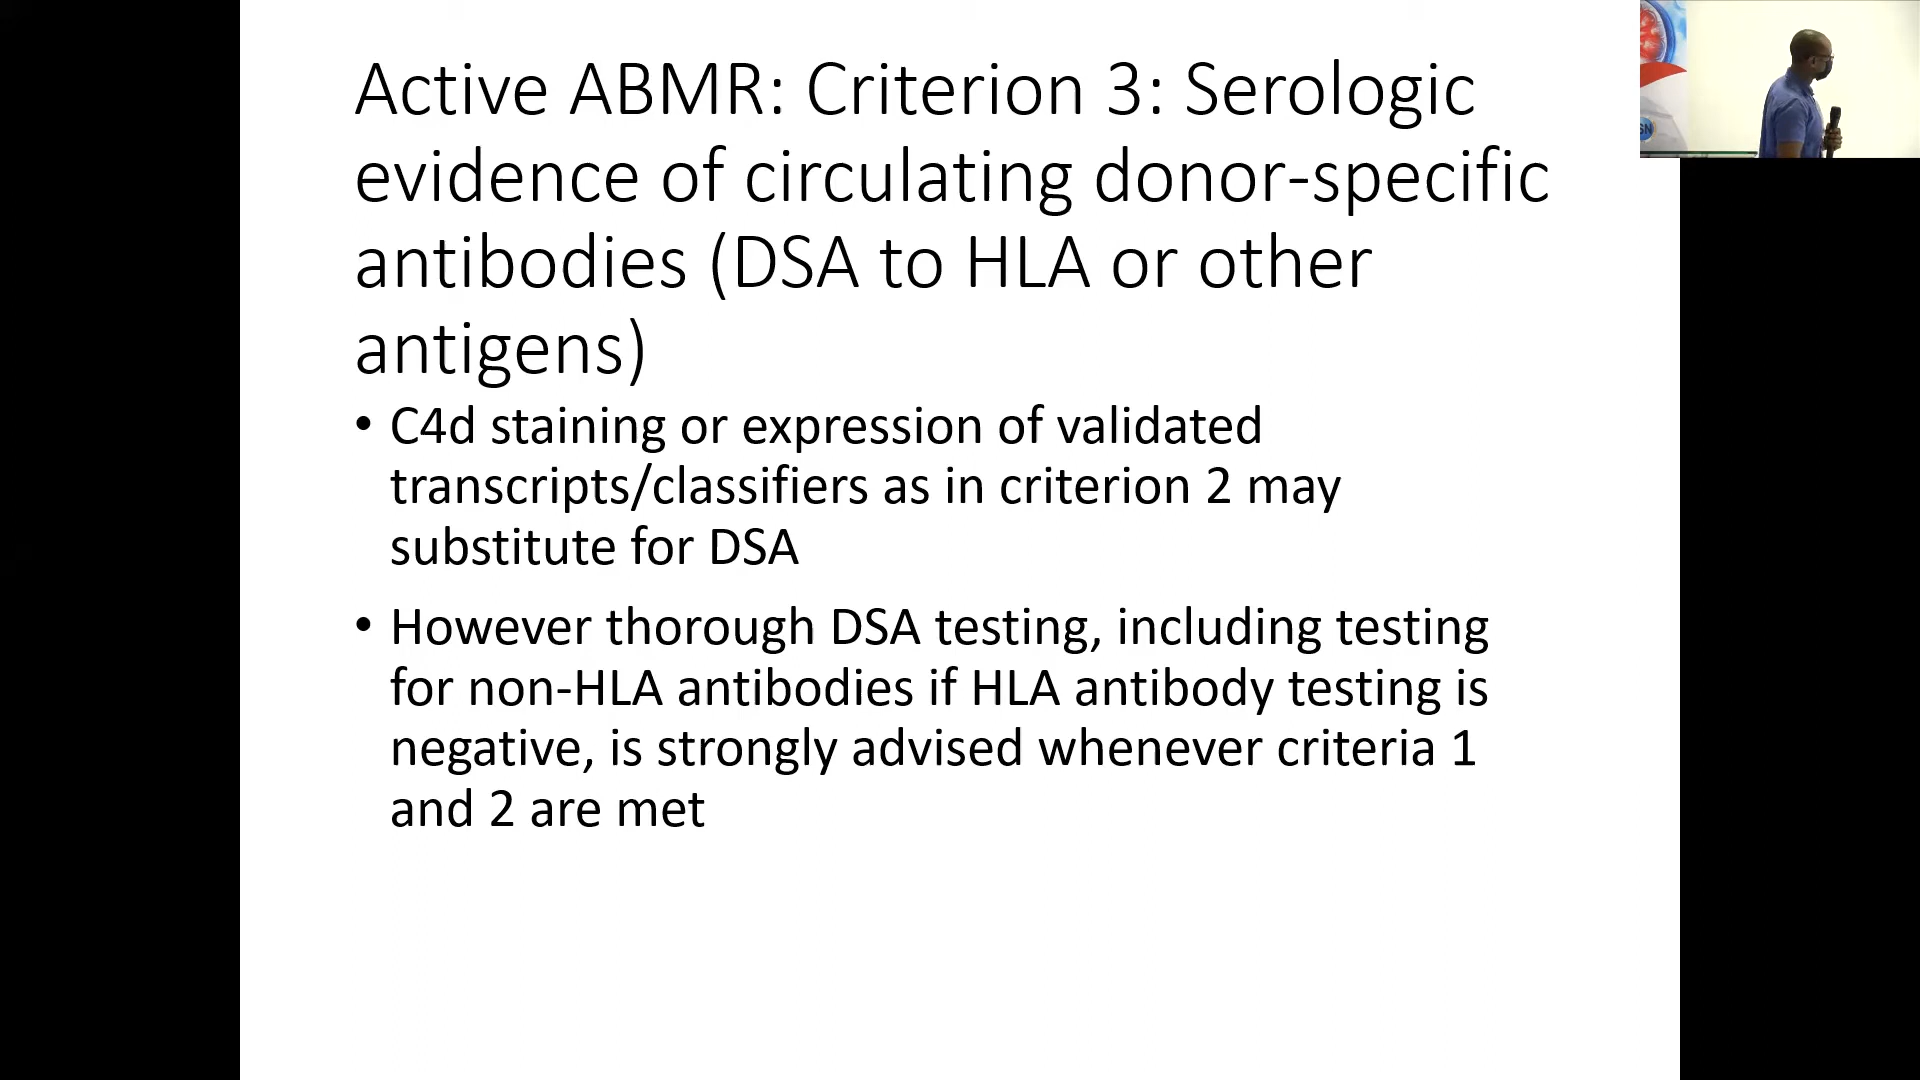 Active ABMR: Criterion 3: Serologic
evidence of circulating donor-specific
antibodies (DSA to HLA or other
antigens)
• C4d staining or expression of validated
transcripts/classifiers as in criterion 2 may
substitute for DSA
• However thorough DSA testing, including testing
for non-HLA antibodies if HLA antibody testing is
negative, is strongly advised whenever criteria 1
and 2 are met